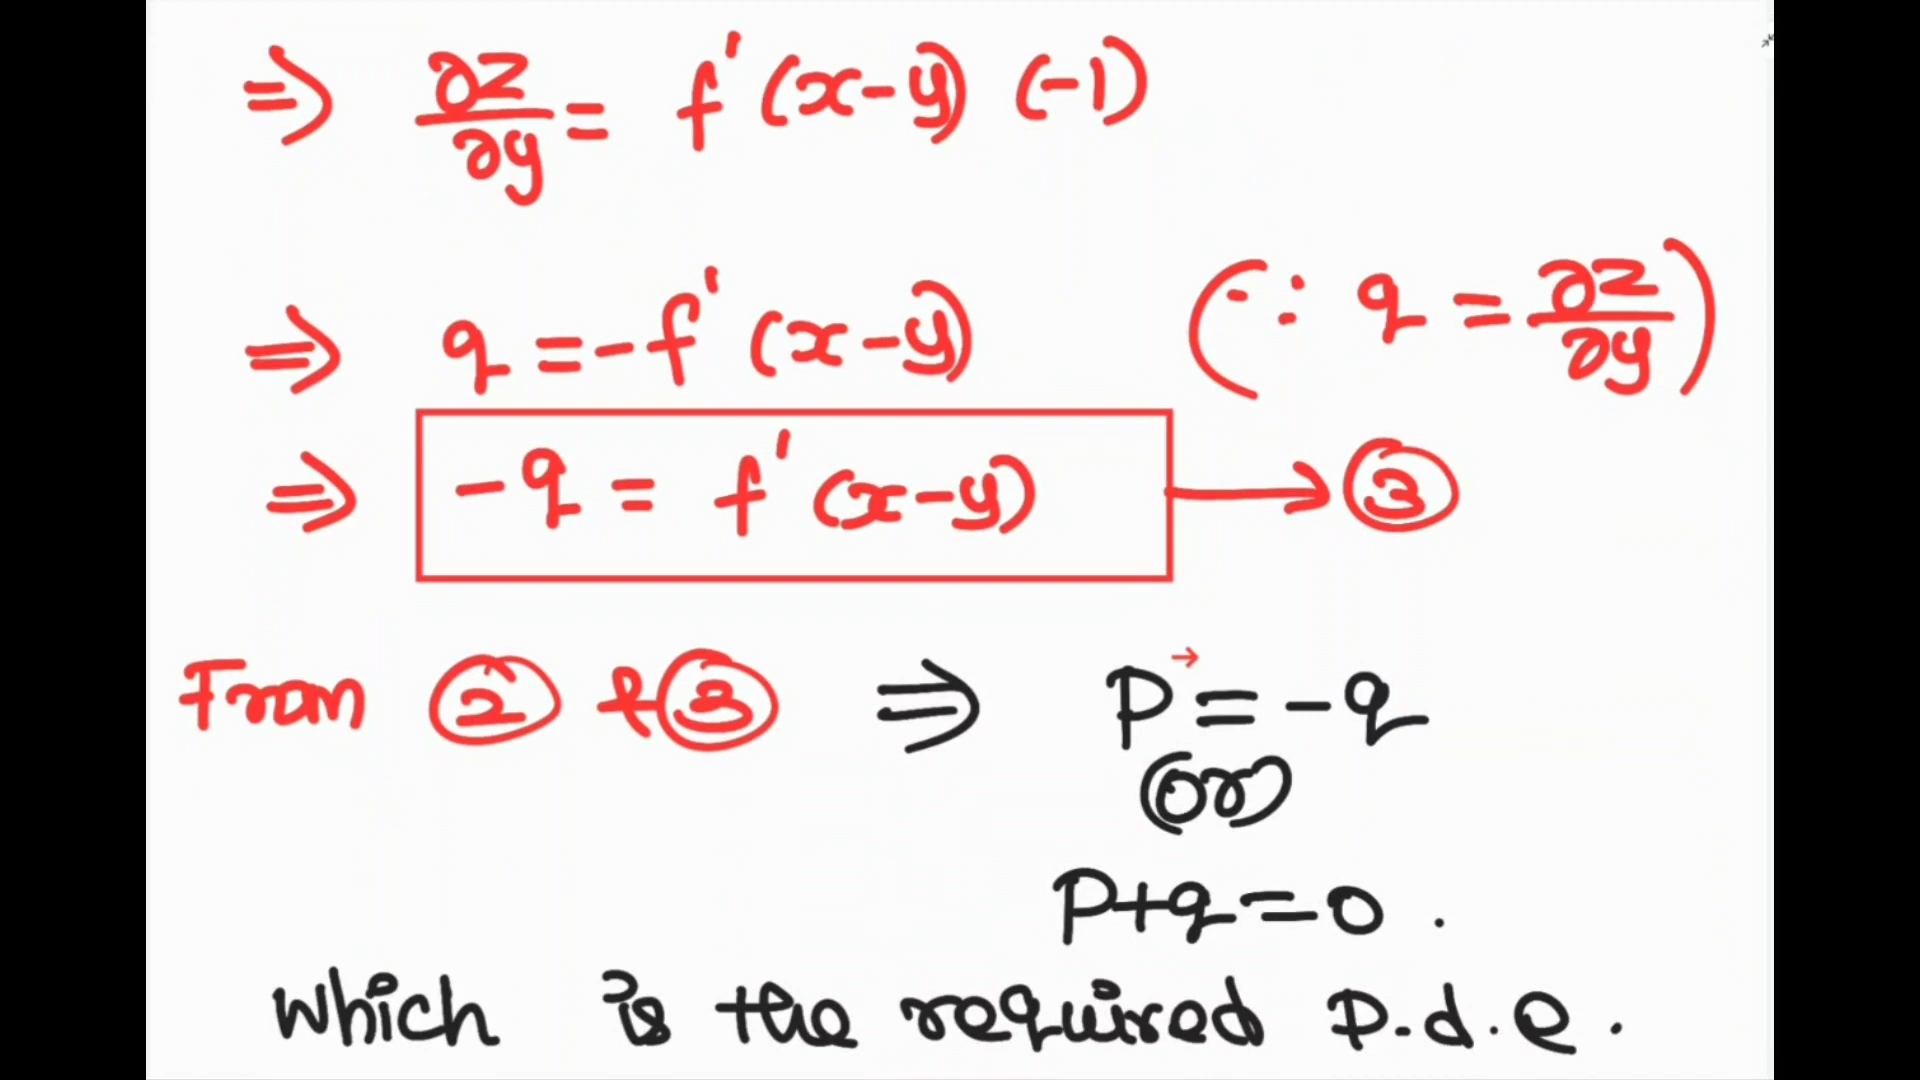 ⇒ ∂z/∂y = f'(x-y) (-1)
⇒ q = -f'(x-y) (∵ q = ∂z/∂y)
⇒ -q = f'(x-y) → ③
From ② & ③ ⇒ P = -q
(or)
P+q=0 .
which is the required P.d.e.